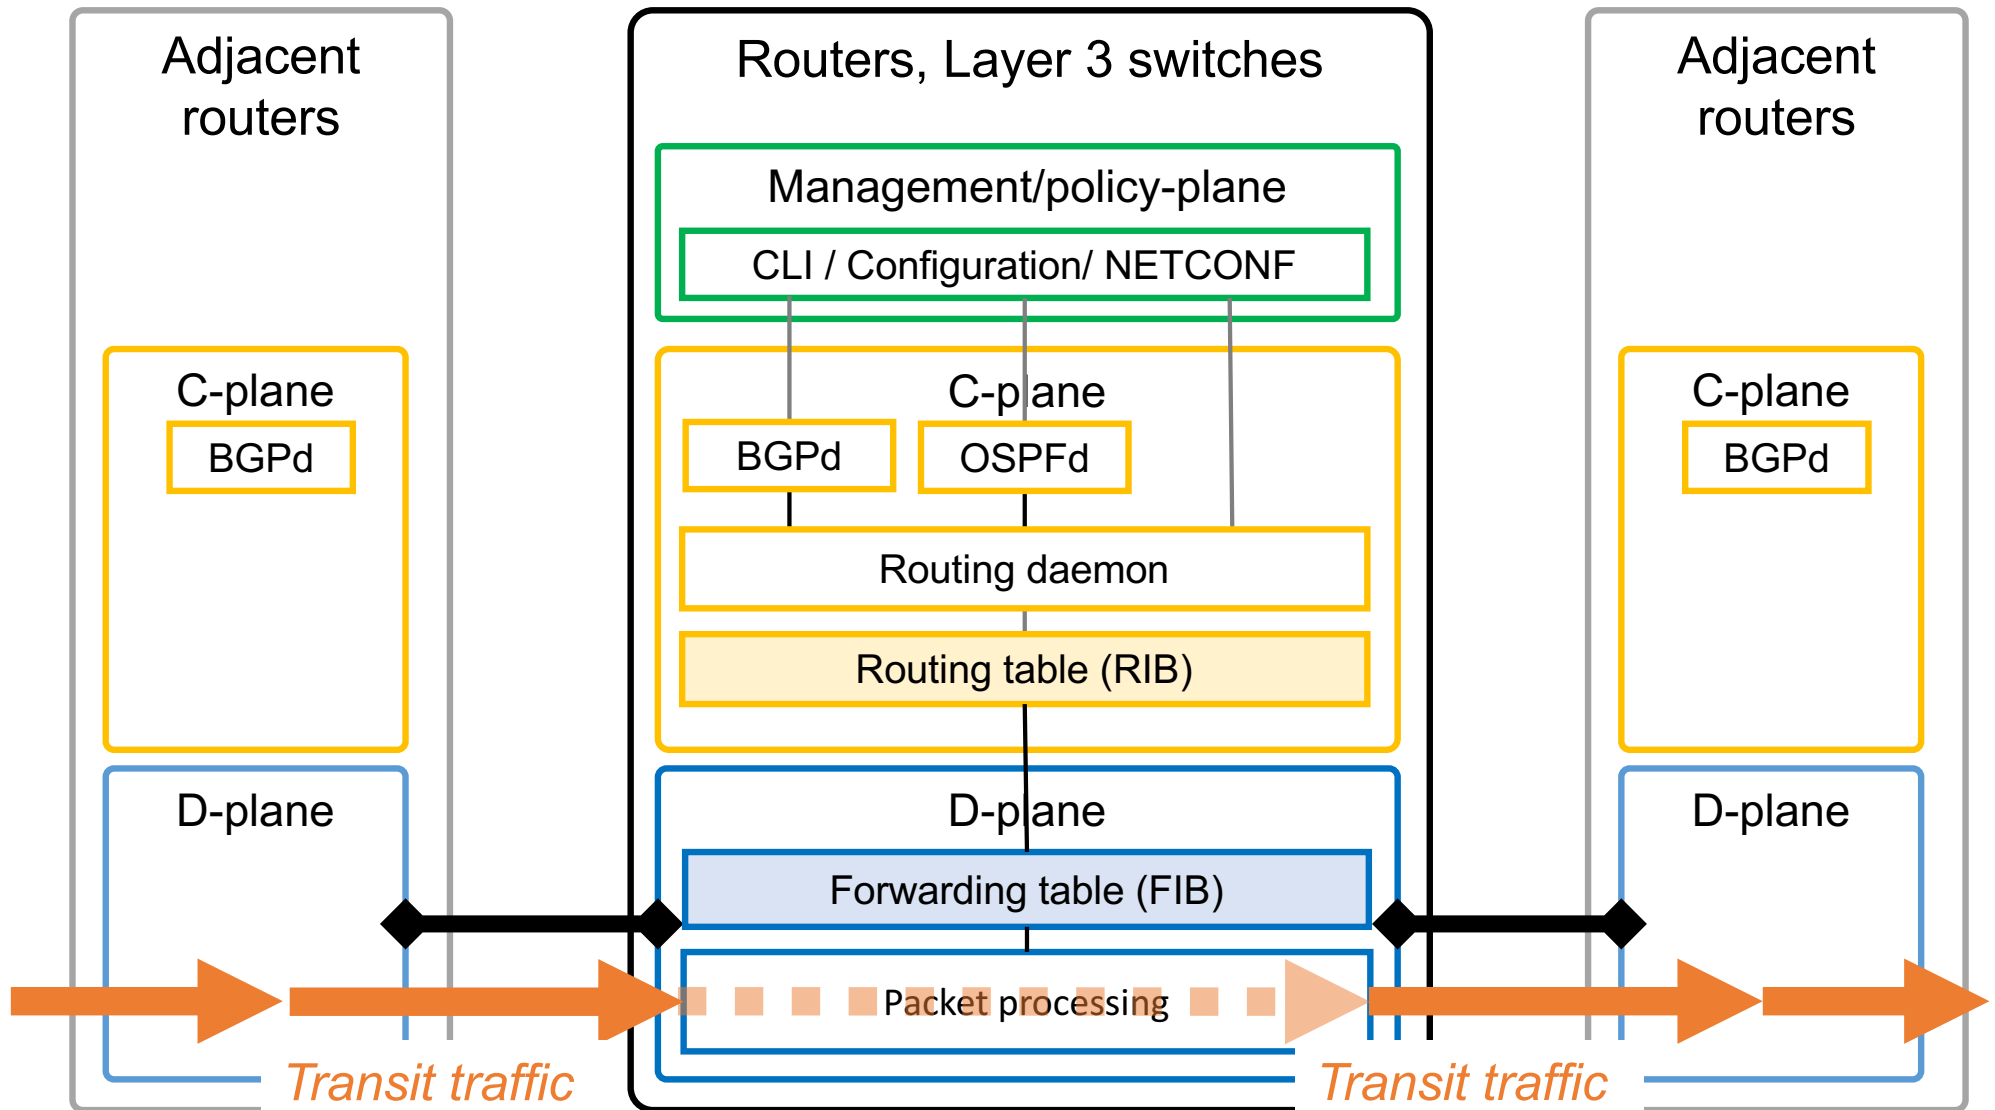 Adjacent
routers
C-plane
BGPd
D-plane
Routers, Layer 3 switches
Management/policy-plane
CLI / Configuration/ NETCONF
C-plane
BGPd
OSPFd
Routing daemon
Routing table (RIB)
D-plane
Forwarding table (FIB)
Packet processing
Adjacent
routers
C-plane
BGPd
D-plane
Transit traffic
Transit traffic